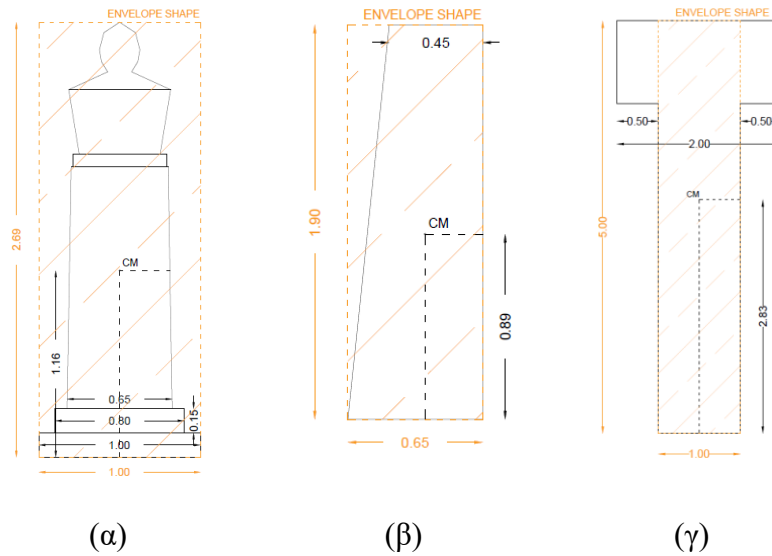 ENVELOPE SHAPE
2.69
CM
1.16
0.65
0.15
0.80
1.00
1.00
(α)
ENVELOPE SHAPE
0.45
1.90
CM
0.89
0.65
(β)
ENVELOPE SHAPE
0.50
0.50
2.00
CM
5.00
2.83
1.00
(γ)